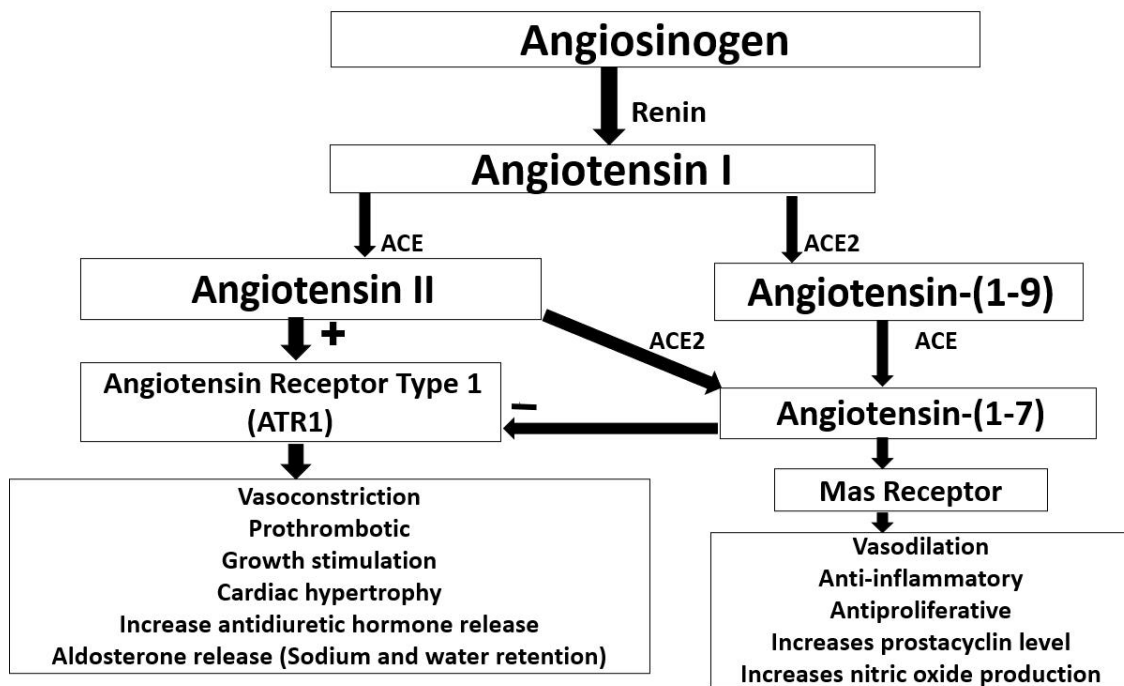 Angiosinogen
Renin
Angiotensin I
ACE
ACE2
Angiotensin II
Angiotensin-(1-9)
+
ACE2
ACE
Angiotensin Receptor Type 1
(ATR1)
–
Angiotensin-(1-7)
Mas Receptor
Vasoconstriction
Prothrombotic
Growth stimulation
Cardiac hypertrophy
Increase antidiuretic hormone release
Aldosterone release (Sodium and water retention)
Vasodilation
Anti-inflammatory
Antiproliferative
Increases prostacyclin level
Increases nitric oxide production